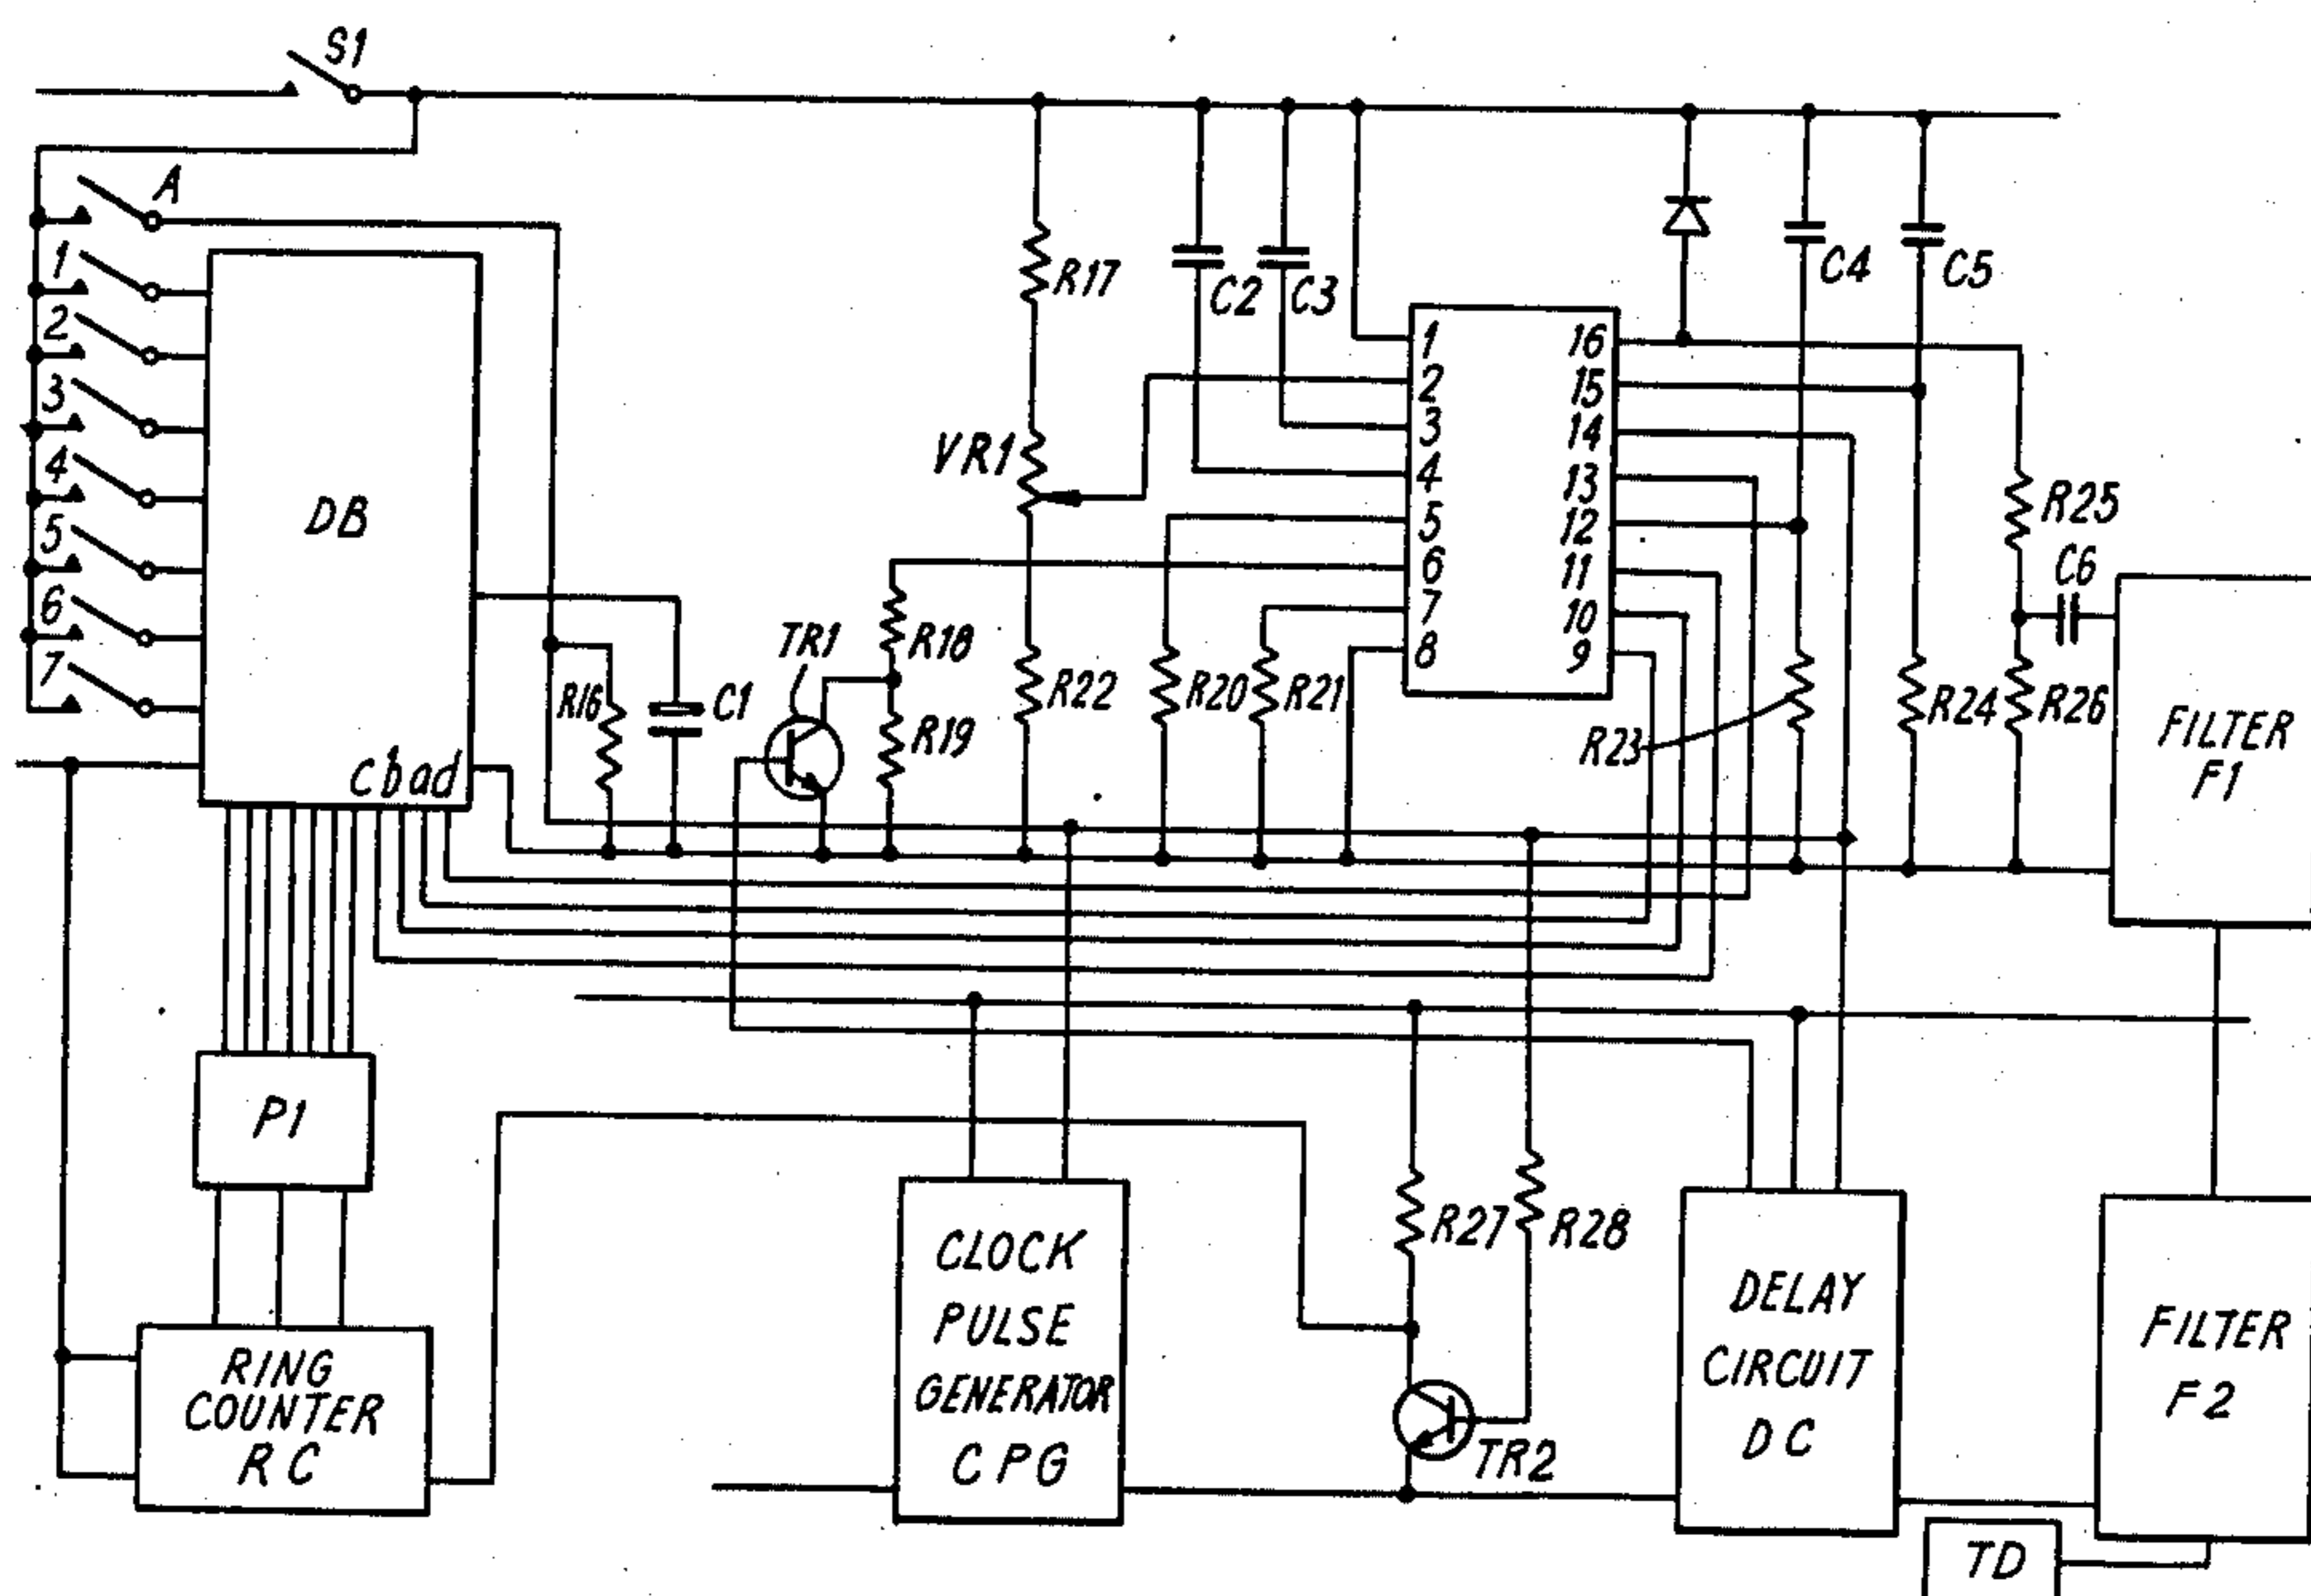 S1
A
1
2
3
4
5
6
7
DB
C b a d
R16
C1
TR1
R17
VR1
R18
R19
R22
C2
C3
R20
R21
1
2
3
4
5
6
7
8
16
15
14
13
12
11
10
9
C4
C5
R23
R24
R25
C6
R26
FILTER
F1
P1
RING
COUNTER
RC
CLOCK
PULSE
GENERATOR
CPG
R27
R28
TR2
DELAY
CIRCUIT
DC
FILTER
F2
TD